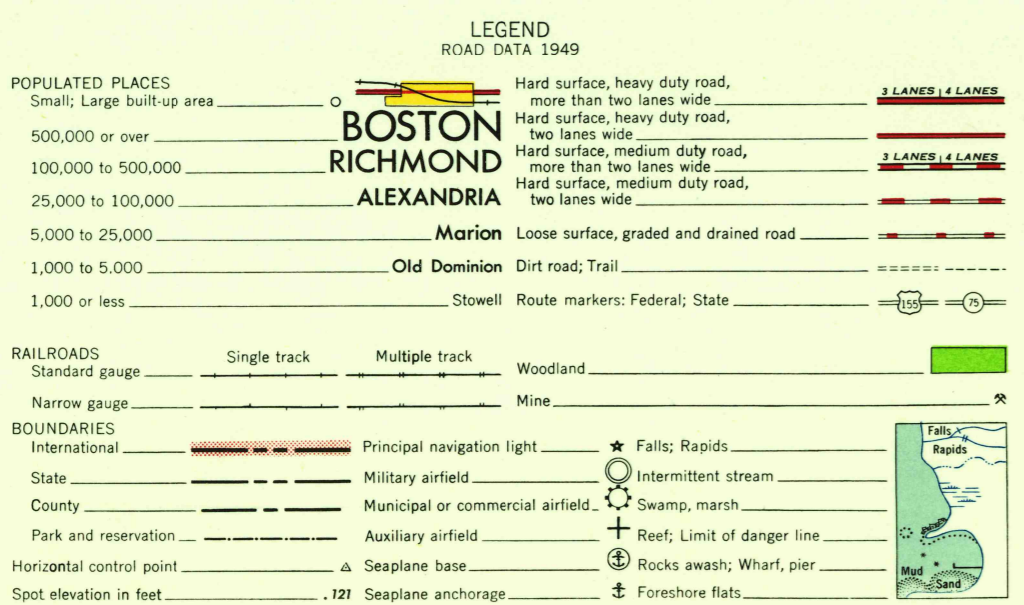 LEGEND
ROAD DATA 1949
POPULATED PLACES
Small; Large built-up area
500,000 or over BOSTON
100,000 to 500,000 RICHMOND
25,000 to 100,000 ALEXANDRIA
5,000 to 25,000 Marion
1,000 to 5.000 Old Dominion
1,000 or less Stowell
Hard surface, heavy duty road,
more than two lanes wide 3 LANES 4 LANES
Hard surface, heavy duty road,
two lanes wide
Hard surface, medium duty road,
more than two lanes wide 3 LANES 4 LANES
Hard surface, medium duty road,
two lanes wide
Loose surface, graded and drained road
Dirt road; Trail
Route markers: Federal; State 155 75
RAILROADS Single track Multiple track
Standard gauge
Narrow gauge
Woodland
Mine
BOUNDARIES
International
State
County
Park and reservation
Horizontal control point
Spot elevation in feet .121
Principal navigation light
Military airfield
Municipal or commercial airfield
Auxiliary airfield
Seaplane base
Seaplane anchorage
Falls; Rapids
Intermittent stream
Swamp, marsh
Reef; Limit of danger line
Rocks awash; Wharf, pier
Foreshore flats
Falls
Rapids
Mud
Sand